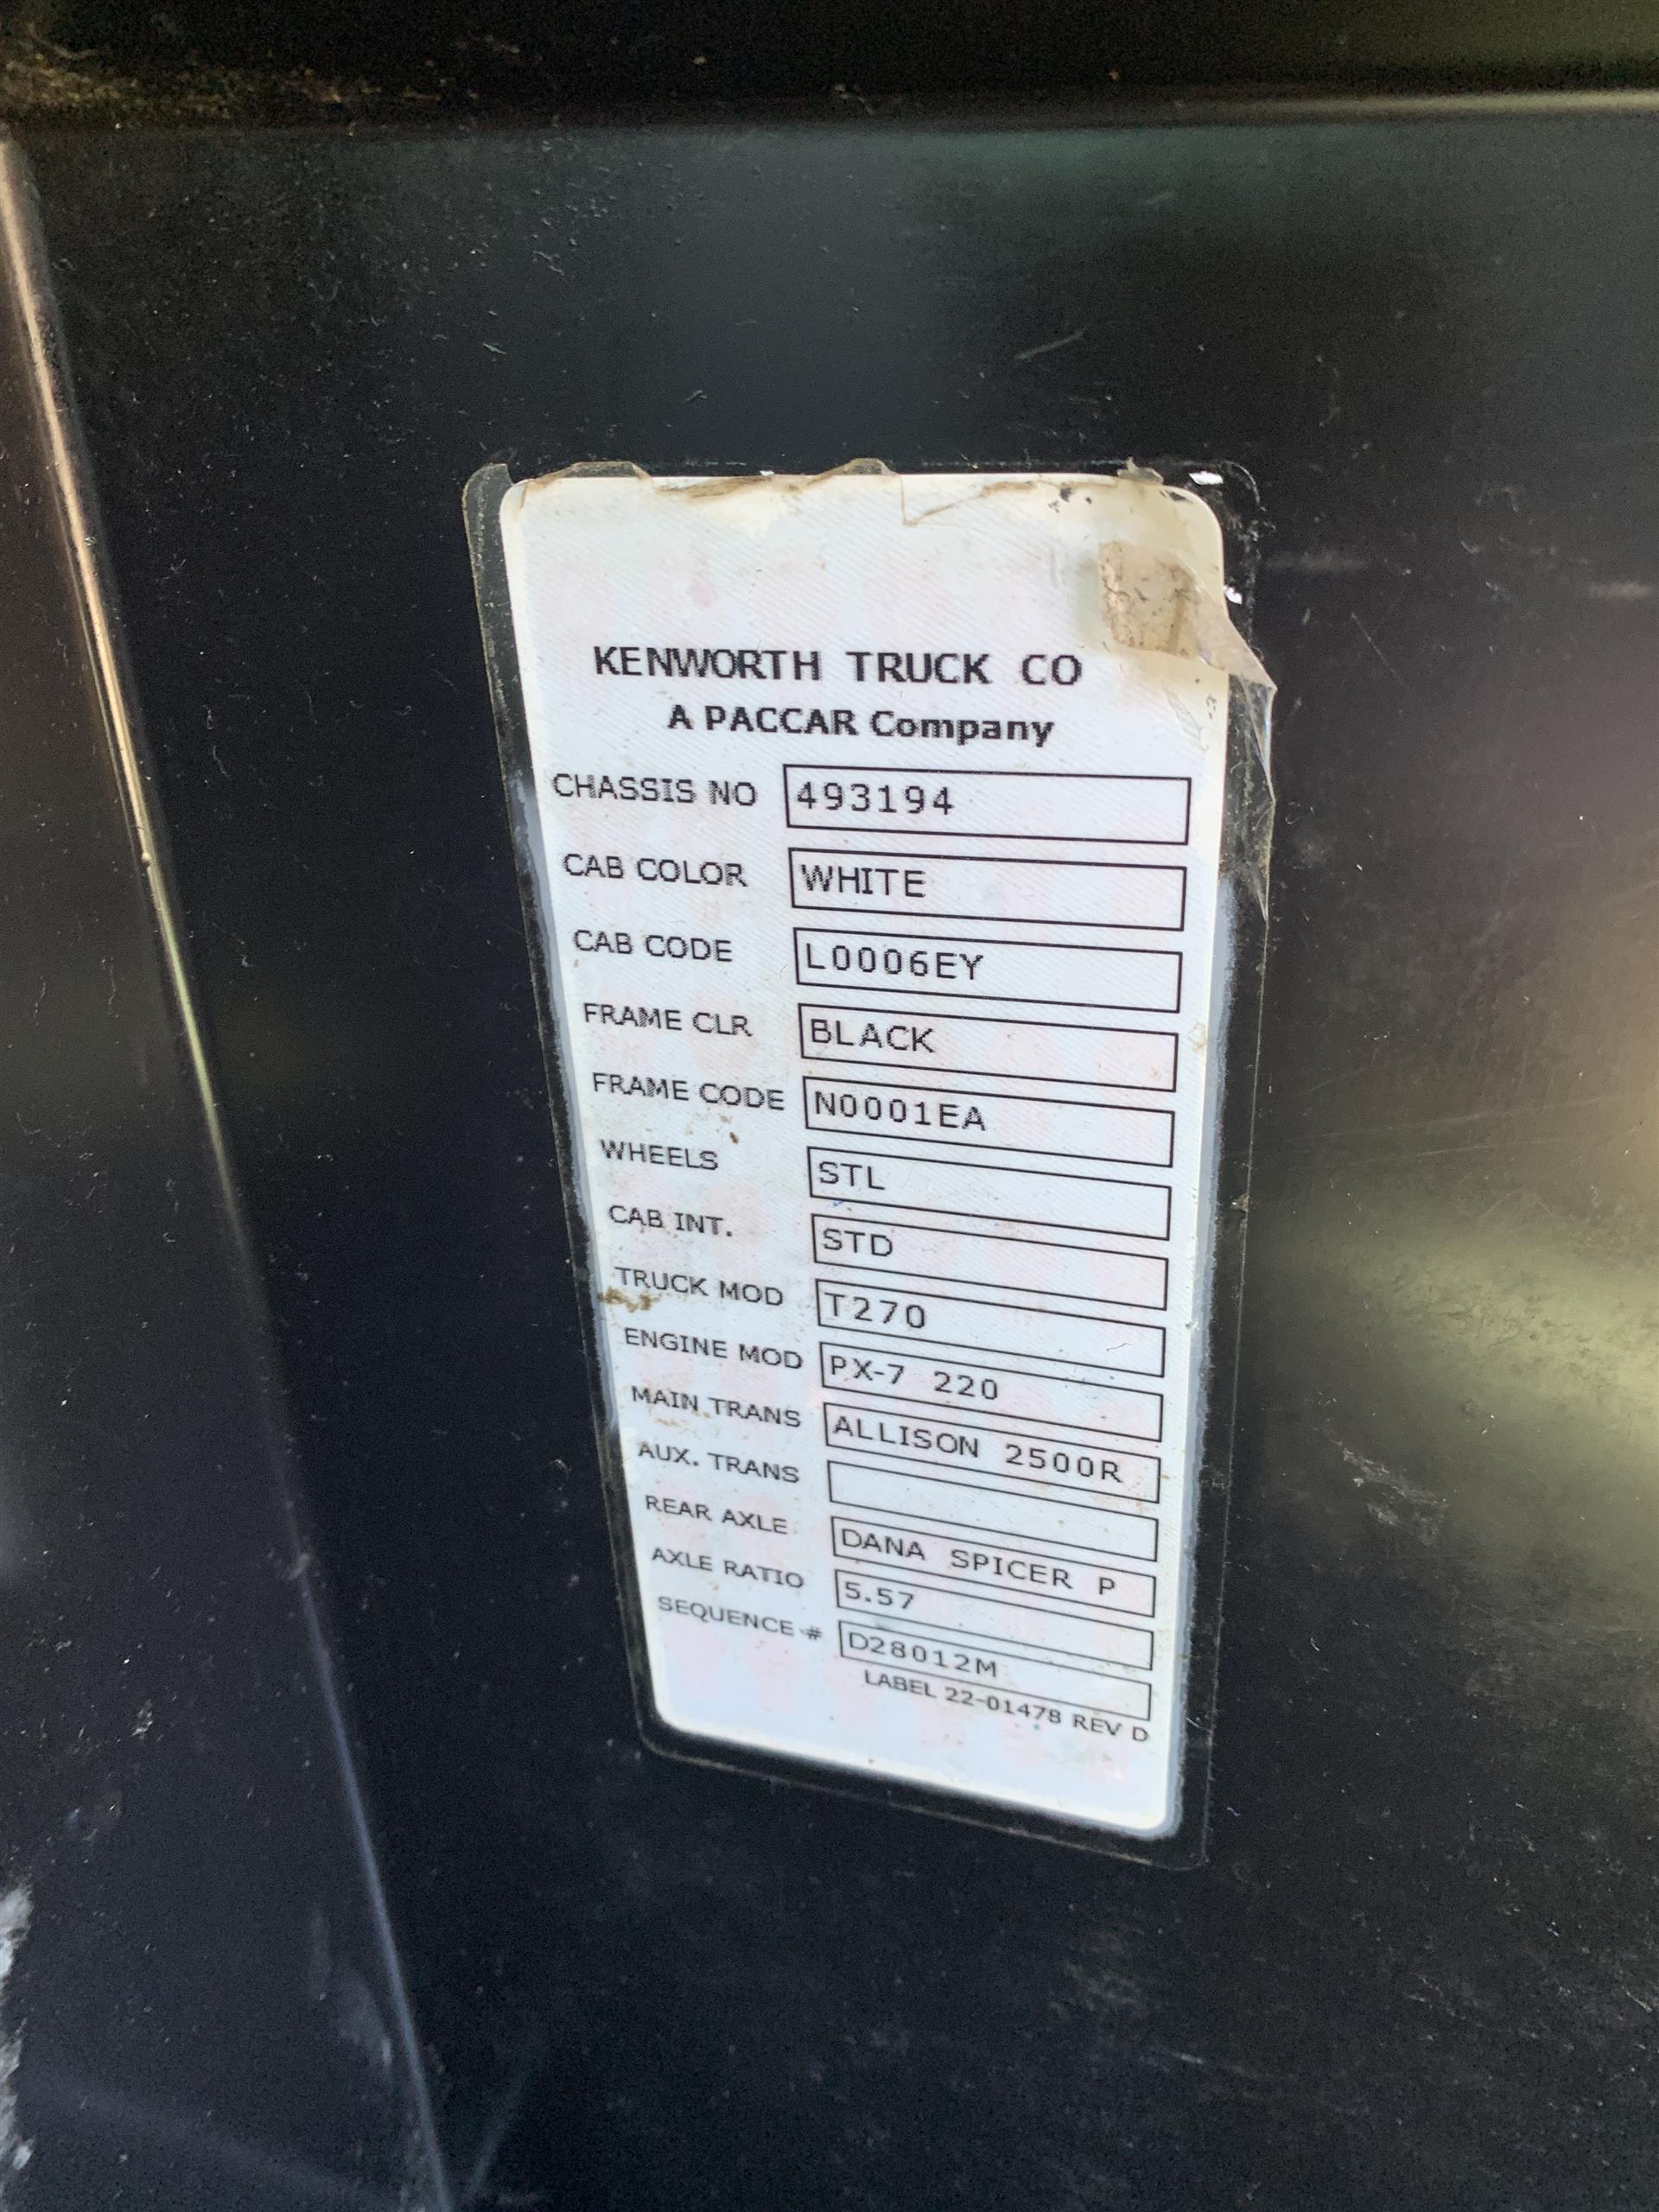 KENWORTH TRUCK CO
A PACCAR Company
CHASSIS NO 493194
CAB COLOR WHITE
CAB CODE L0006EY
FRAME CLR BLACK
FRAME CODE N0001EA
WHEELS STL
CAB INT. STD
TRUCK MOD T270
ENGINE MOD PX-7 220
MAIN TRANS ALLISON 2500R
AUX. TRANS
REAR AXLE DANA SPICER P
AXLE RATIO 5.57
SEQUENCE # D28012M
LABEL 22-01478 REV D